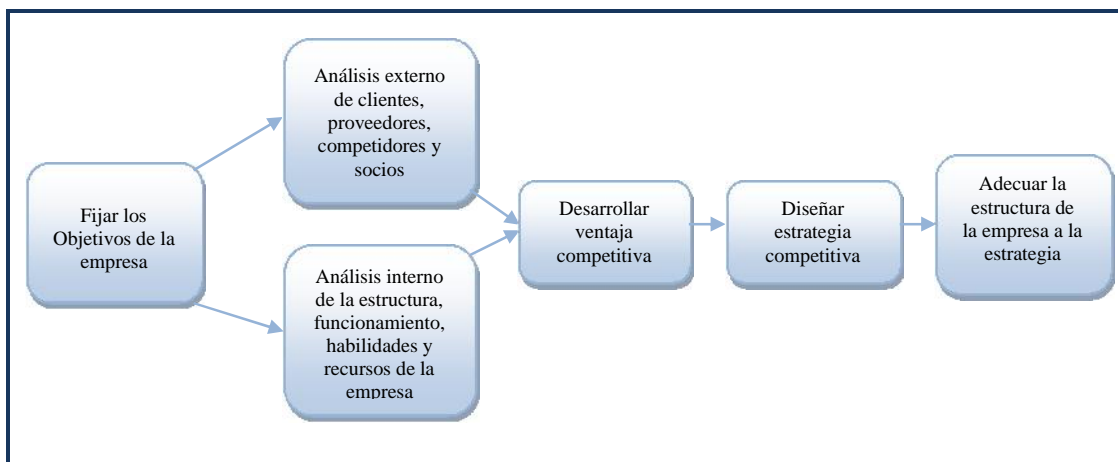 Fijar los
Objetivos de la
empresa
Análisis externo
de clientes,
proveedores,
competidores y
socios
Análisis interno
de la estructura,
funcionamiento,
habilidades y
recursos de la
empresa
Desarrollar
ventaja
competitiva
Diseñar
estrategia
competitiva
Adecuar la
estructura de
la empresa a la
estrategia